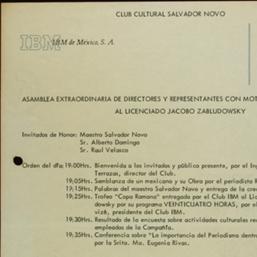 CLUB CULTURAL SALVADOR NOVO
IBM IBM de México, S. A.
ASAMBLEA EXTRAORDINARIA DE DIRECTORES Y REPRESENTANTES CON MOT
AL LICENCIADO JACOBO ZABLUDOWSKY
Invitados de Honor: Maestro Salvador Novo
Sr. Alberto Domingo
Sr. Raul Velasco
Orden del día: 19:00Hrs. Bienvenida a los invitados y público presente, por el Ing
Terrazas, director del Club.
19:05Hrs. Semblanza de un mexicano y su Obra por el periodista R
19:15Hrs. Palabras del maestro Salvador Novo y entrega de la cre
19:25Hrs. Trofeo "Copa Romana" entregado por el Club IBM al Lic
dowsky por su programa VEINTICUATRO HORAS, por el
vizá, presidente del Club IBM.
19:30Hrs. Resultado de la encuesta sobre actividades culturales rea
empleados de la Compañía.
19:35Hrs. Conferencia sobre "La importancia del Periodismo dentro
por la Srita. Ma. Eugenia Rivas.